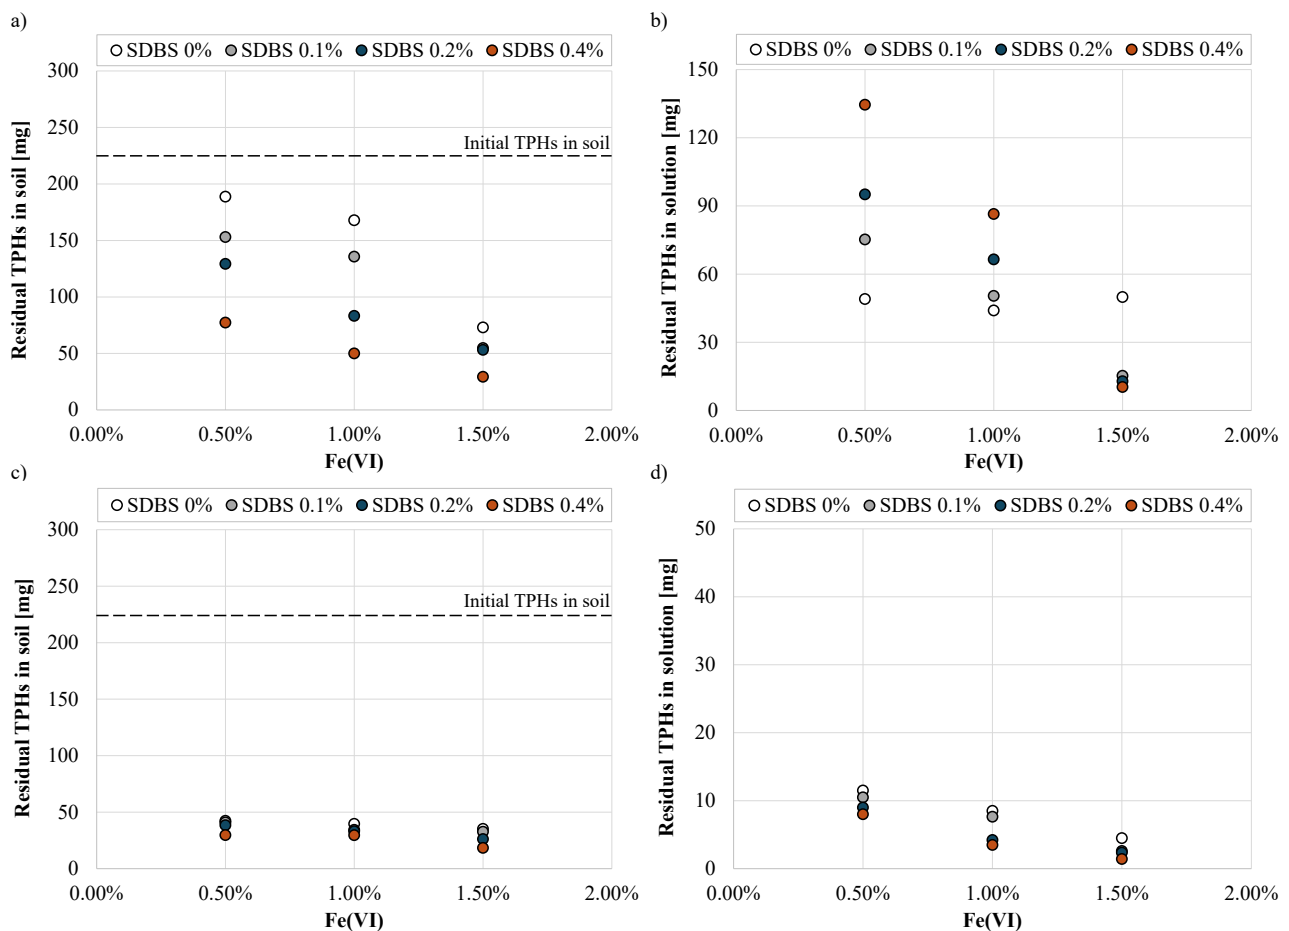 a)
SDBS 0% SDBS 0.1% SDBS 0.2% SDBS 0.4%
Residual TPHs in soil [mg]
300
250
200
150
100
50
0
Initial TPHs in soil
0.00% 0.50% 1.00% 1.50% 2.00%
Fe(VI)
b)
SDBS 0% SDBS 0.1% SDBS 0.2% SDBS 0.4%
Residual TPHs in solution [mg]
150
120
90
60
30
0
0.00% 0.50% 1.00% 1.50% 2.00%
Fe(VI)
c)
SDBS 0% SDBS 0.1% SDBS 0.2% SDBS 0.4%
Residual TPHs in soil [mg]
300
250
200
150
100
50
0
Initial TPHs in soil
0.00% 0.50% 1.00% 1.50% 2.00%
Fe(VI)
d)
SDBS 0% SDBS 0.1% SDBS 0.2% SDBS 0.4%
Residual TPHs in solution [mg]
50
40
30
20
10
0
0.00% 0.50% 1.00% 1.50% 2.00%
Fe(VI)